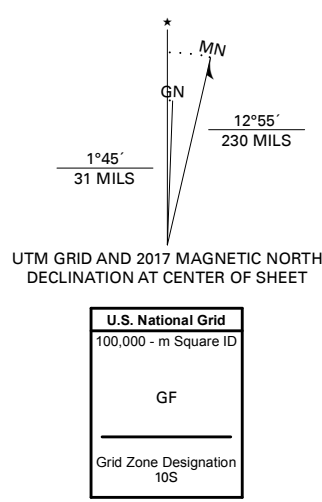 ★
MN
GN
12°55´
230 MILS
1°45´
31 MILS
UTM GRID AND 2017 MAGNETIC NORTH
DECLINATION AT CENTER OF SHEET
U.S. National Grid
100,000 - m Square ID
GF
Grid Zone Designation
10S